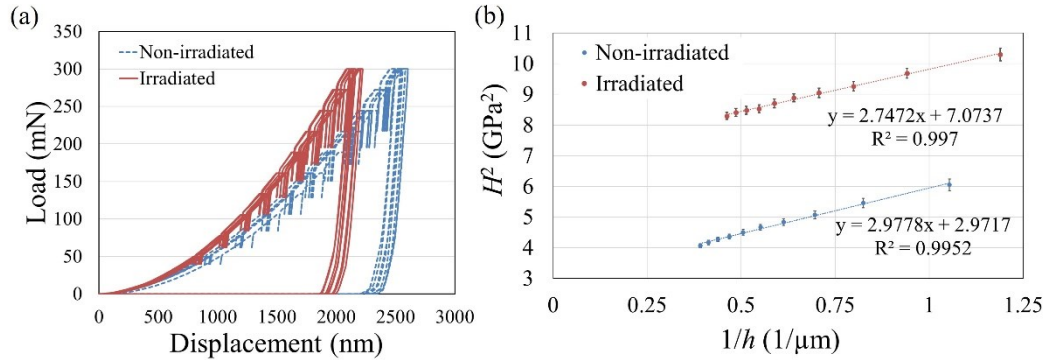 (a)
350
300
250
200
150
100
50
0
Load (mN)
Non-irradiated
Irradiated
0 500 1000 1500 2000 2500 3000
Displacement (nm)
(b)
11
10
9
8
7
6
5
4
3
H² (GPa²)
Non-irradiated
Irradiated
y = 2.7472x + 7.0737
R² = 0.997
y = 2.9778x + 2.9717
R² = 0.9952
0 0.25 0.5 0.75 1 1.25
1/h (1/µm)